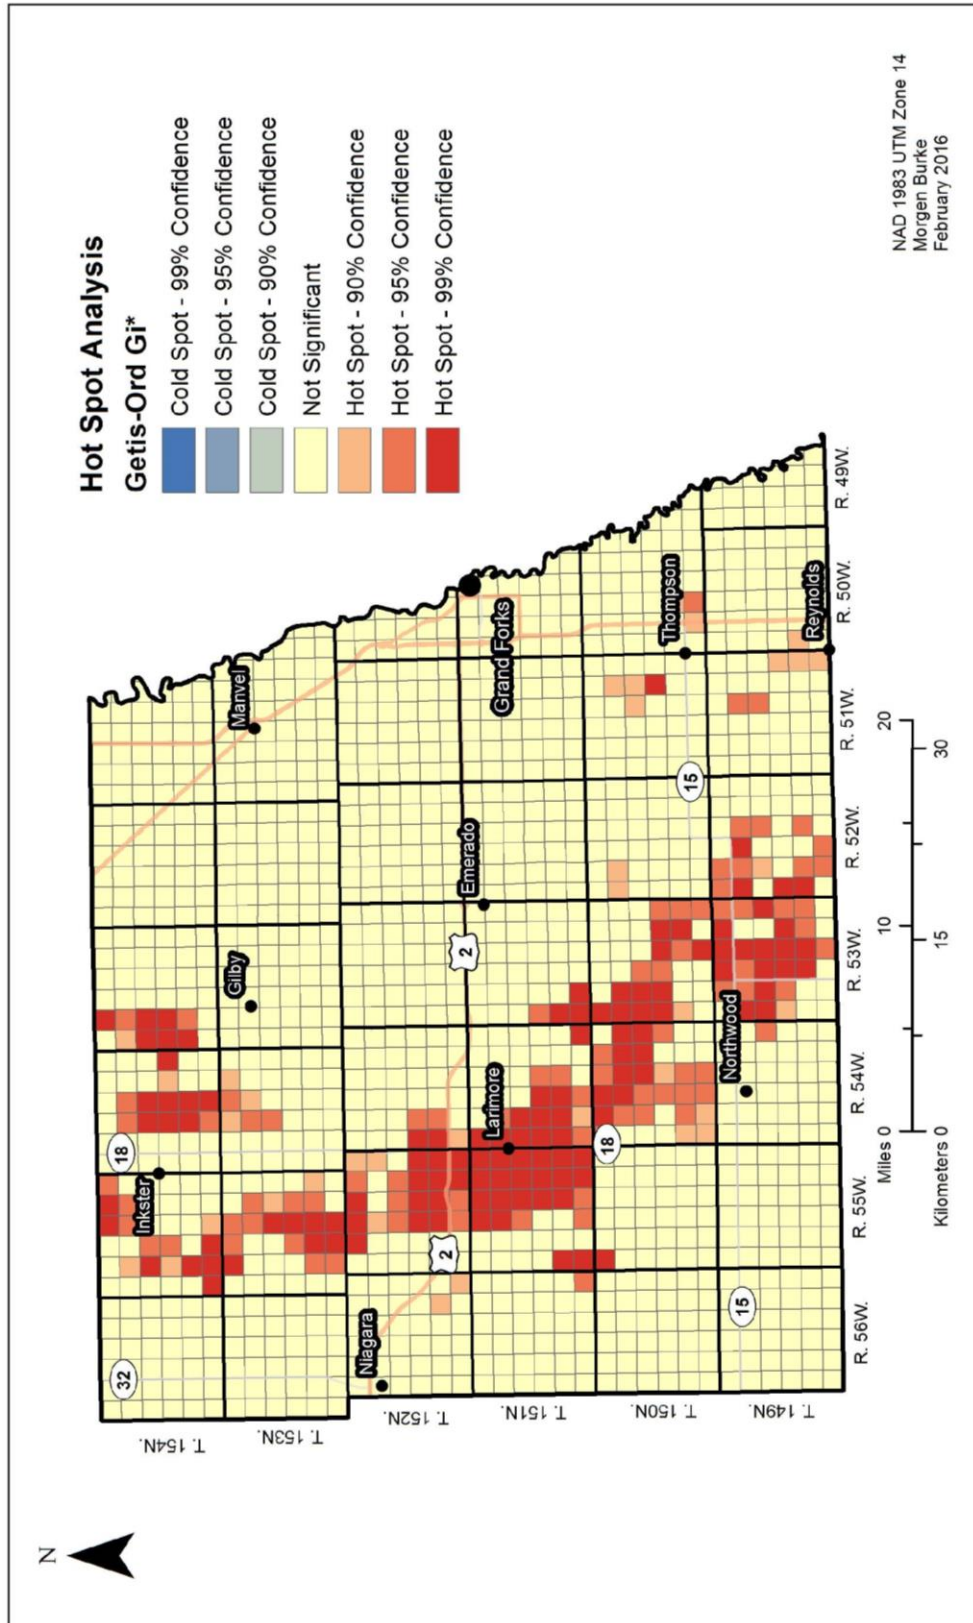 N
Hot Spot Analysis
Getis-Ord Gi*
Cold Spot - 99% Confidence
Cold Spot - 95% Confidence
Cold Spot - 90% Confidence
Not Significant
Hot Spot - 90% Confidence
Hot Spot - 95% Confidence
Hot Spot - 99% Confidence
32
18
Inkster
Gilby
Manvel
Niagara
2
2
Larimore
Emerado
Grand Forks
18
15
15
Northwood
Thompson
Reynolds
T. 154N.
T. 153N.
T. 152N.
T. 151N.
T. 150N.
T. 149N.
R. 56W.
R. 55W.
R. 54W.
R. 53W.
R. 52W.
R. 51W.
R. 50W.
R. 49W.
Miles 0 10 20
Kilometers 0 15 30
NAD 1983 UTM Zone 14
Morgen Burke
February 2016